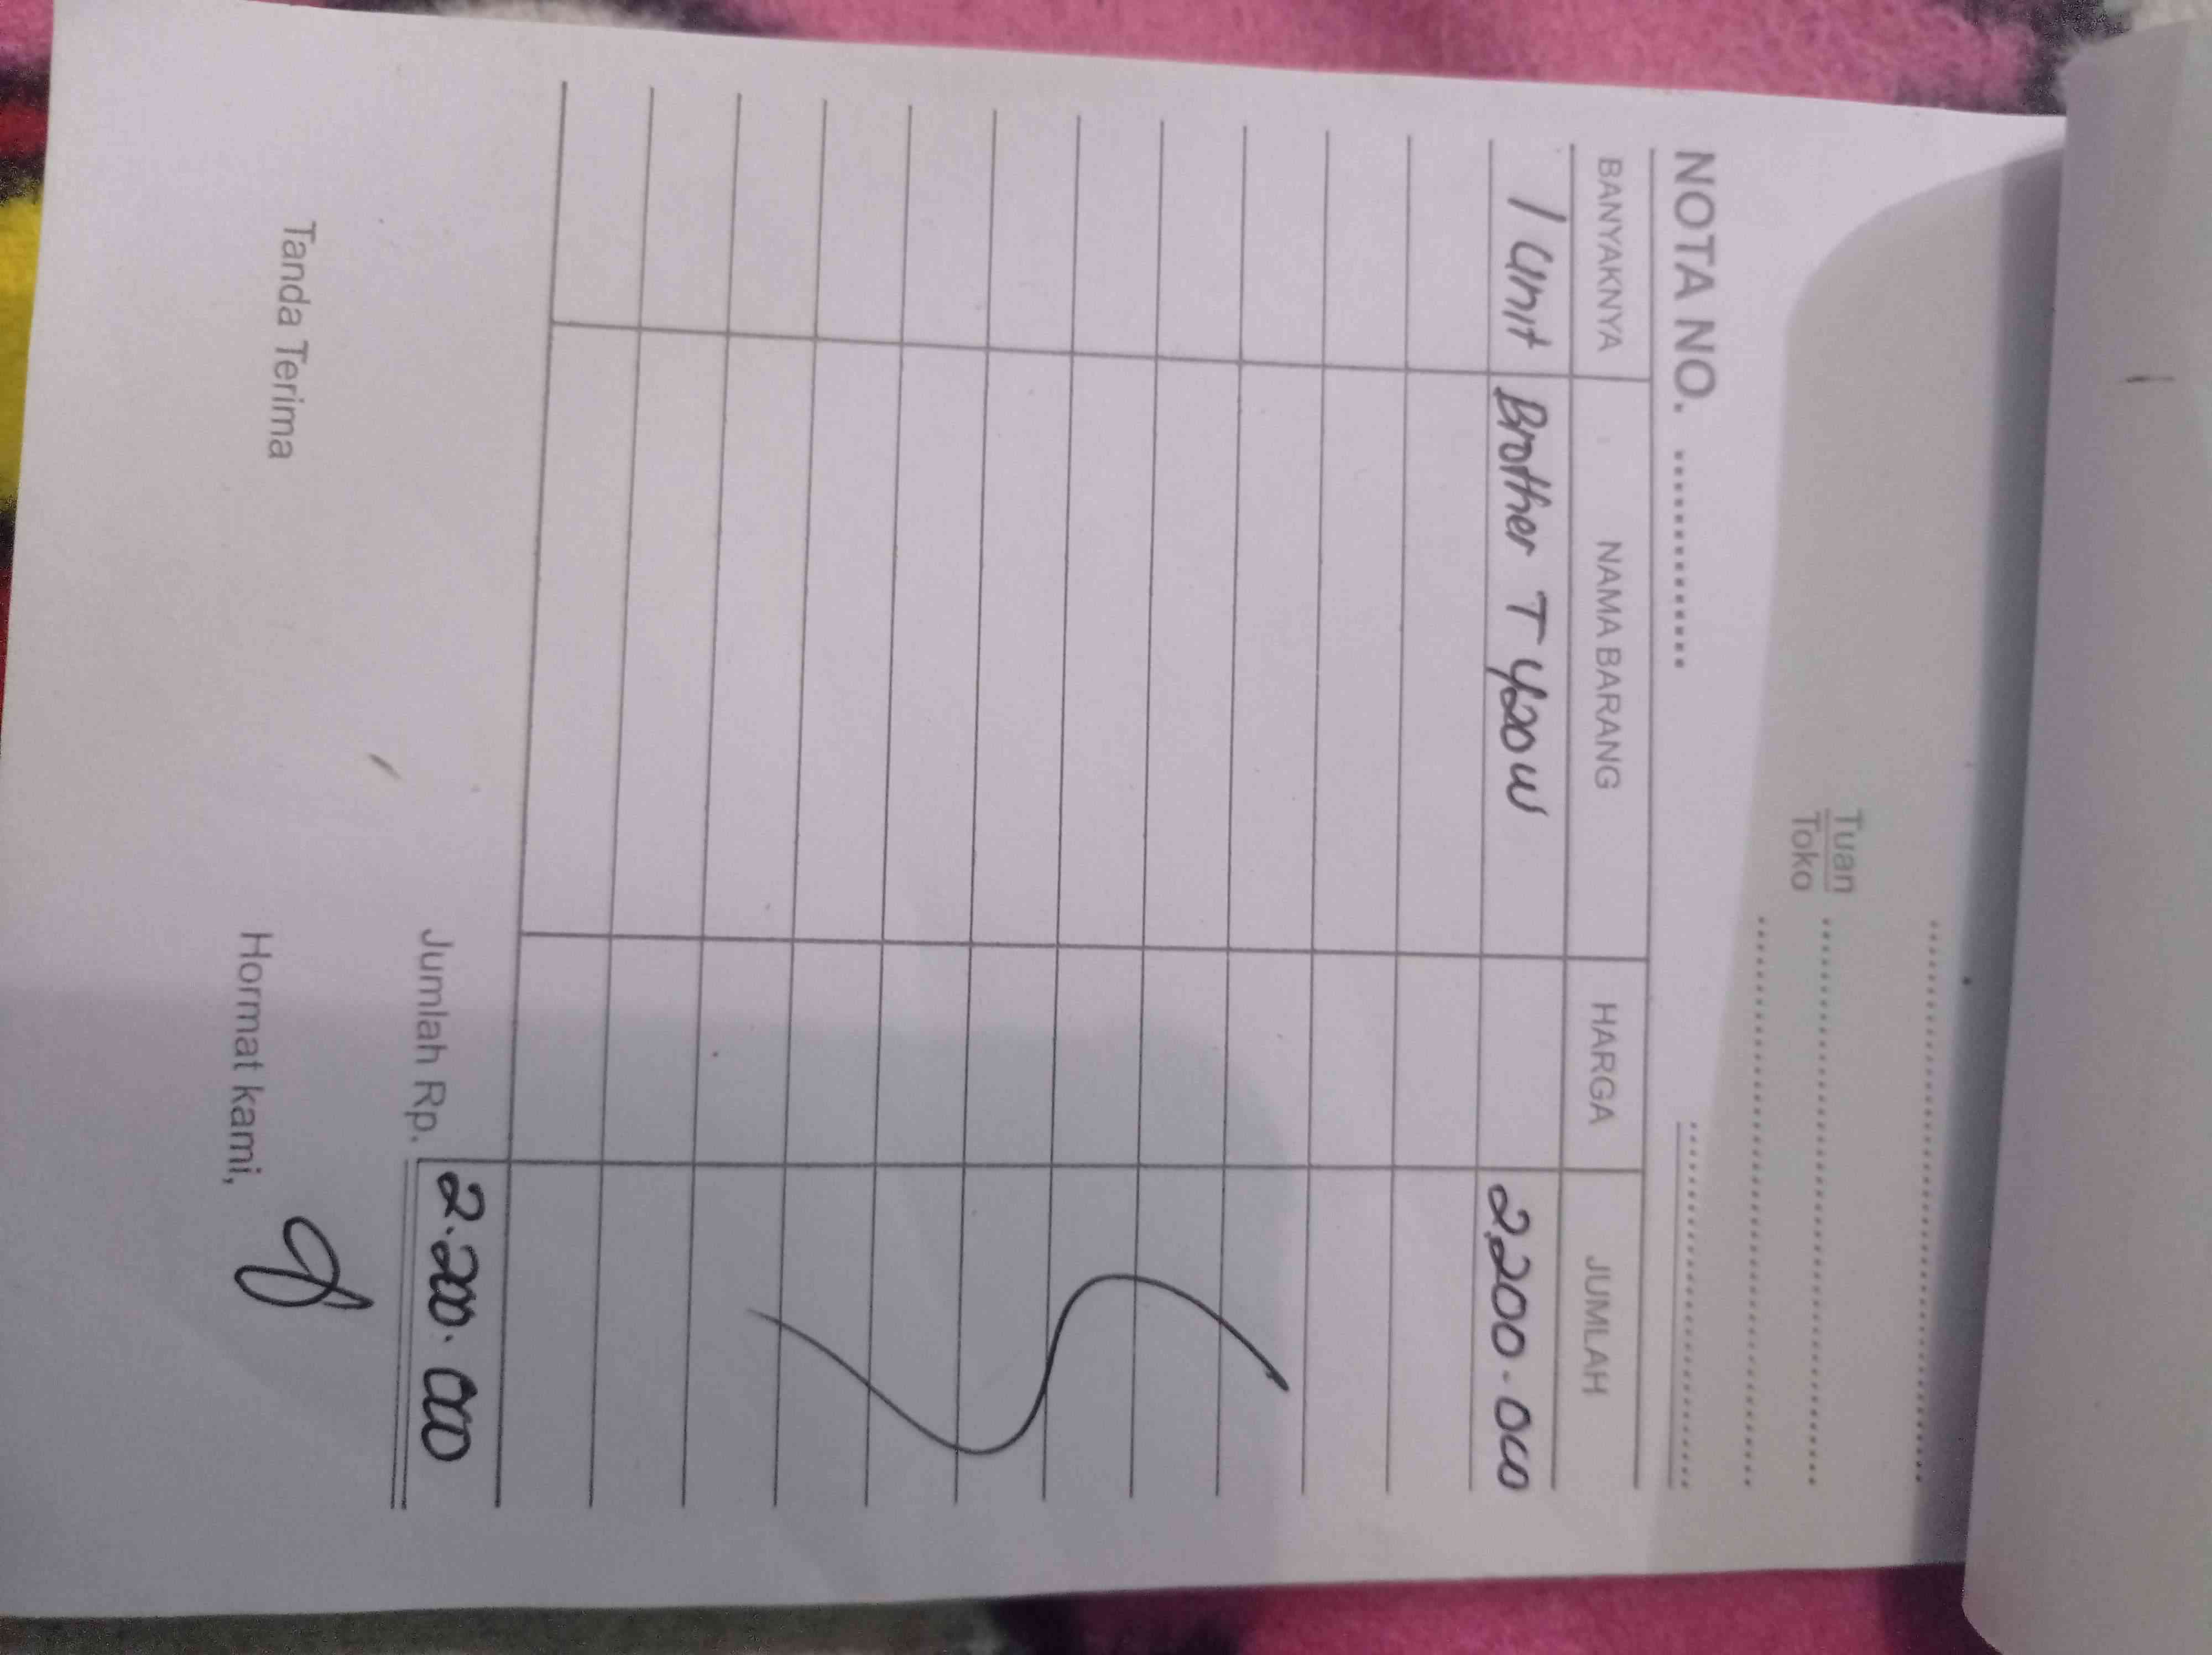 Tuan
Toko
NOTA NO.
BANYAKNYA NAMA BARANG HARGA JUMLAH
1 Unit Brother T 420W 2.200.000
Jumlah Rp. 2.200.000
Tanda Terima Hormat kami,